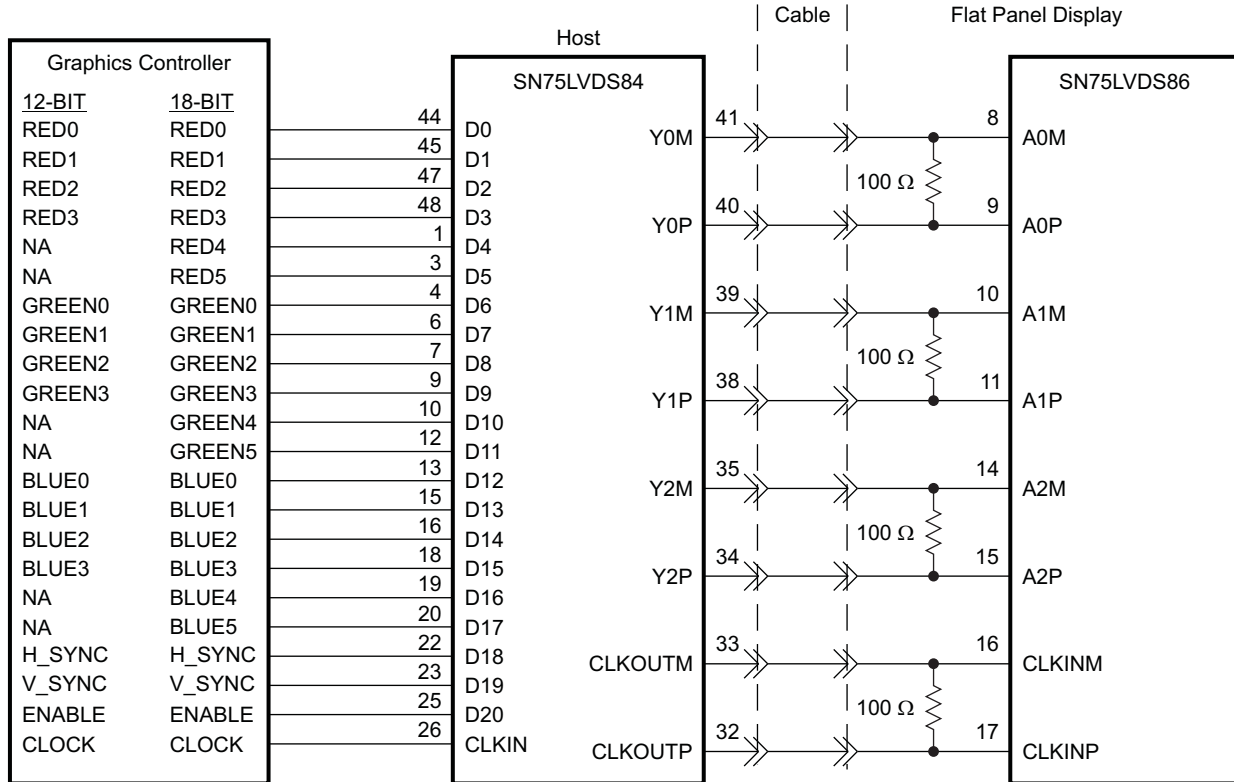 Cable
Flat Panel Display
Host
Graphics Controller
SN75LVDS84
SN75LVDS86
12-BIT 18-BIT
RED0 RED0 44 D0
RED1 RED1 45 D1
RED2 RED2 47 D2
RED3 RED3 48 D3
NA RED4 1 D4
NA RED5 3 D5
GREEN0 GREEN0 4 D6
GREEN1 GREEN1 6 D7
GREEN2 GREEN2 7 D8
GREEN3 GREEN3 9 D9
NA GREEN4 10 D10
NA GREEN5 12 D11
BLUE0 BLUE0 13 D12
BLUE1 BLUE1 15 D13
BLUE2 BLUE2 16 D14
BLUE3 BLUE3 18 D15
NA BLUE4 19 D16
NA BLUE5 20 D17
H_SYNC H_SYNC 22 D18
V_SYNC V_SYNC 23 D19
ENABLE ENABLE 25 D20
CLOCK CLOCK 26 CLKIN
Y0M 41 8 A0M
100 Ω
Y0P 40 9 A0P
Y1M 39 10 A1M
100 Ω
Y1P 38 11 A1P
Y2M 35 14 A2M
100 Ω
Y2P 34 15 A2P
CLKOUTM 33 16 CLKINM
100 Ω
CLKOUTP 32 17 CLKINP